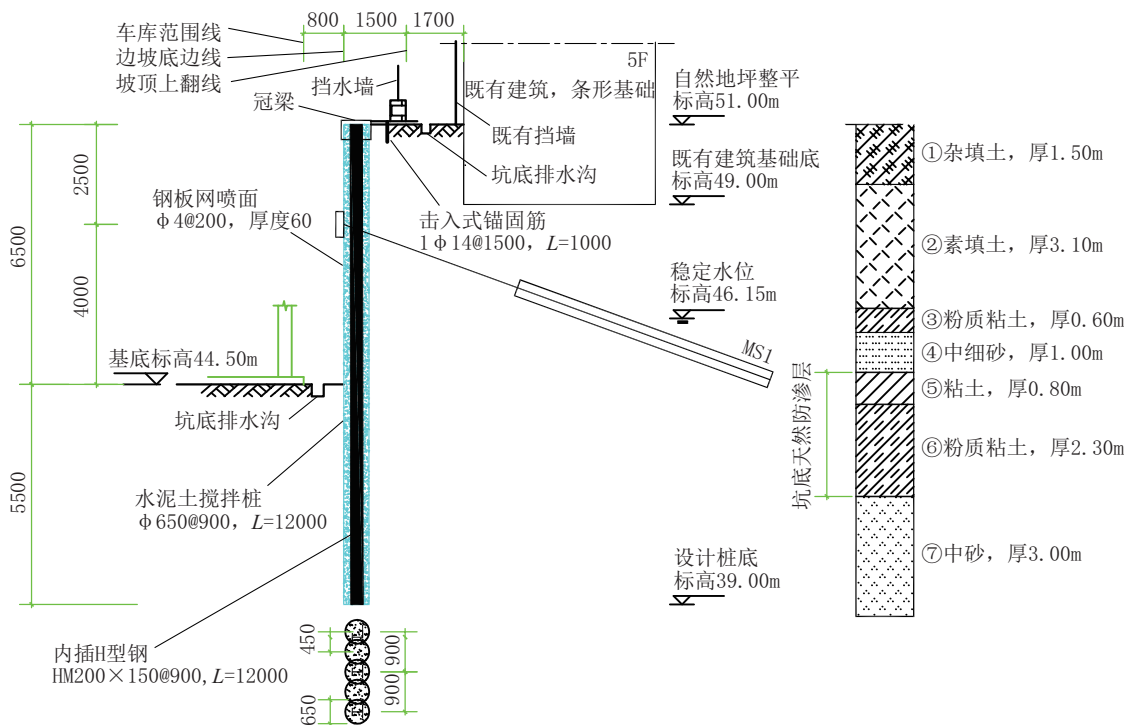 车库范围线
边坡底边线
坡顶上翻线
800
1500
1700
挡水墙
冠梁
5F
既有建筑，条形基础
既有挡墙
坑底排水沟
自然地坪整平
标高51.00m
既有建筑基础底
标高49.00m
钢板网喷面
φ4@200，厚度60
击入式锚固筋
1φ14@1500，L=1000
稳定水位
标高46.15m
MS1
2500
4000
6500
5500
基底标高44.50m
坑底排水沟
水泥土搅拌桩
φ650@900，L=12000
设计桩底
标高39.00m
内插H型钢
HM200×150@900,L=12000
450
650
900
900
①杂填土，厚1.50m
②素填土，厚3.10m
③粉质粘土，厚0.60m
④中细砂，厚1.00m
⑤粘土，厚0.80m
⑥粉质粘土，厚2.30m
⑦中砂，厚3.00m
坑底天然防渗层